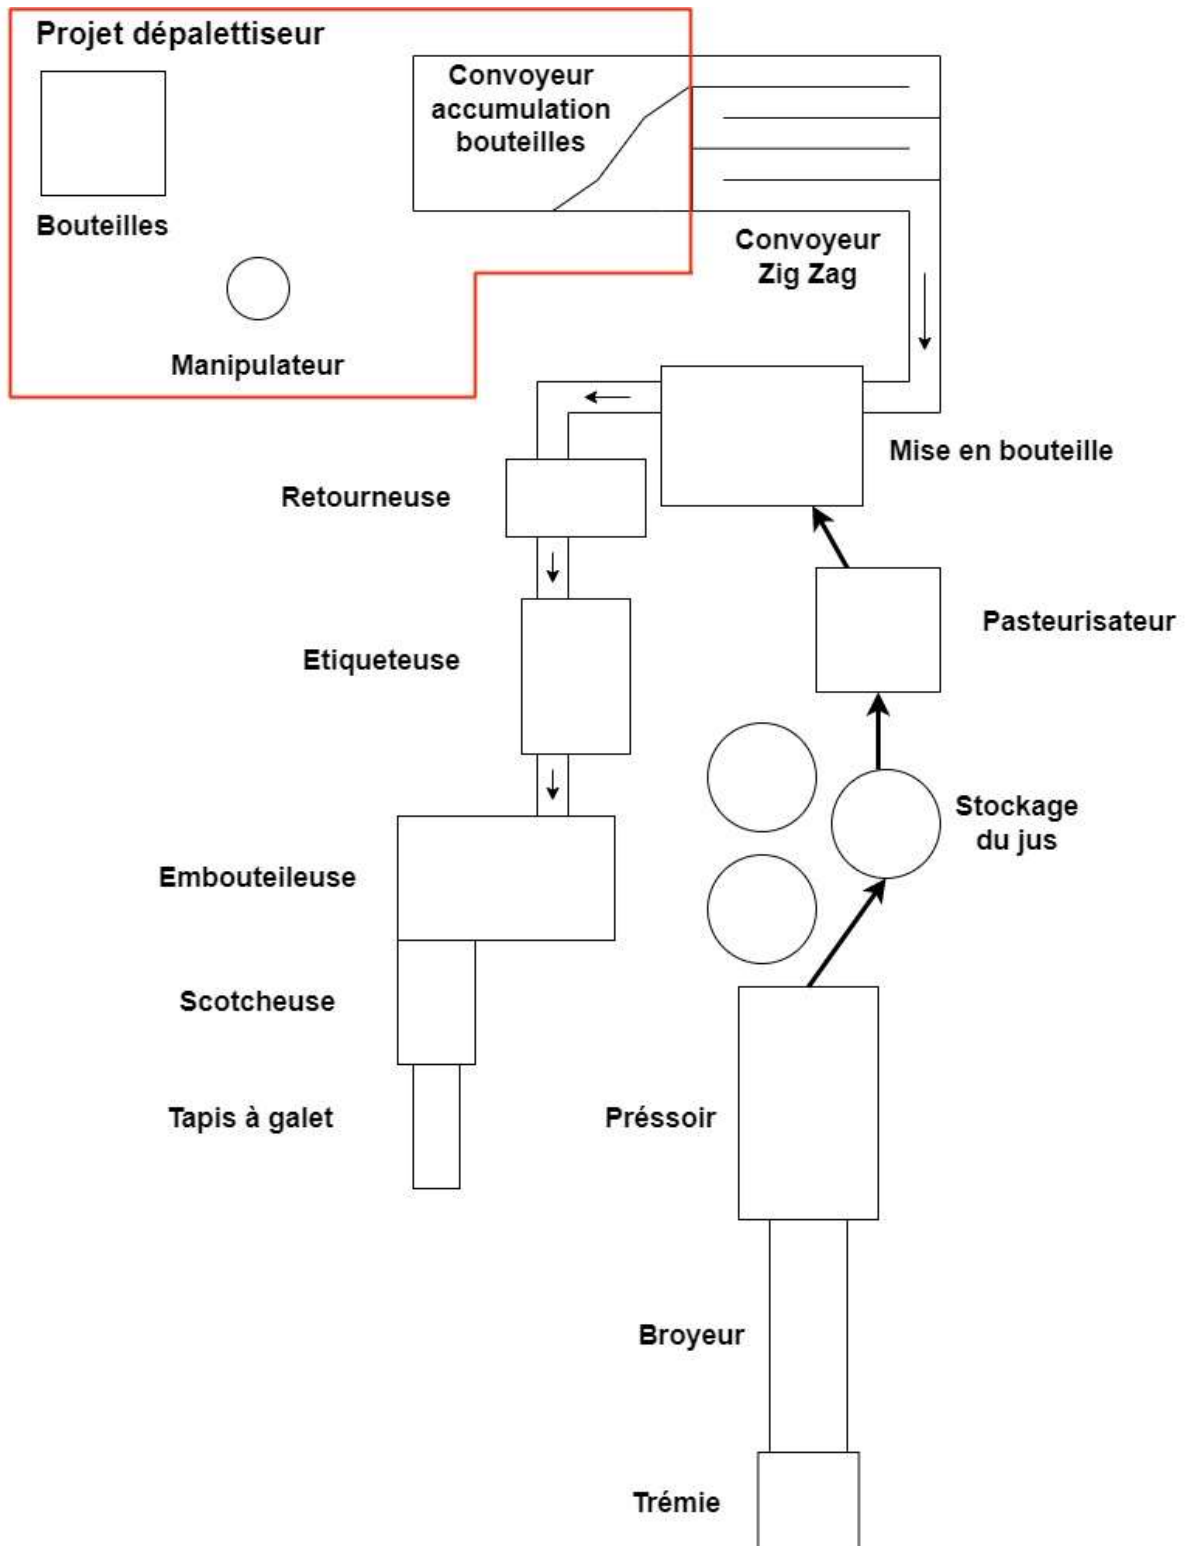 Projet dépalettiseur
Convoyeur
accumulation
bouteilles
Bouteilles
Convoyeur
Zig Zag
Manipulateur
Mise en bouteille
Retourneuse
Pasteurisateur
Etiqueteuse
Stockage
du jus
Embouteileuse
Scotcheuse
Tapis à galet
Préssoir
Broyeur
Trémie